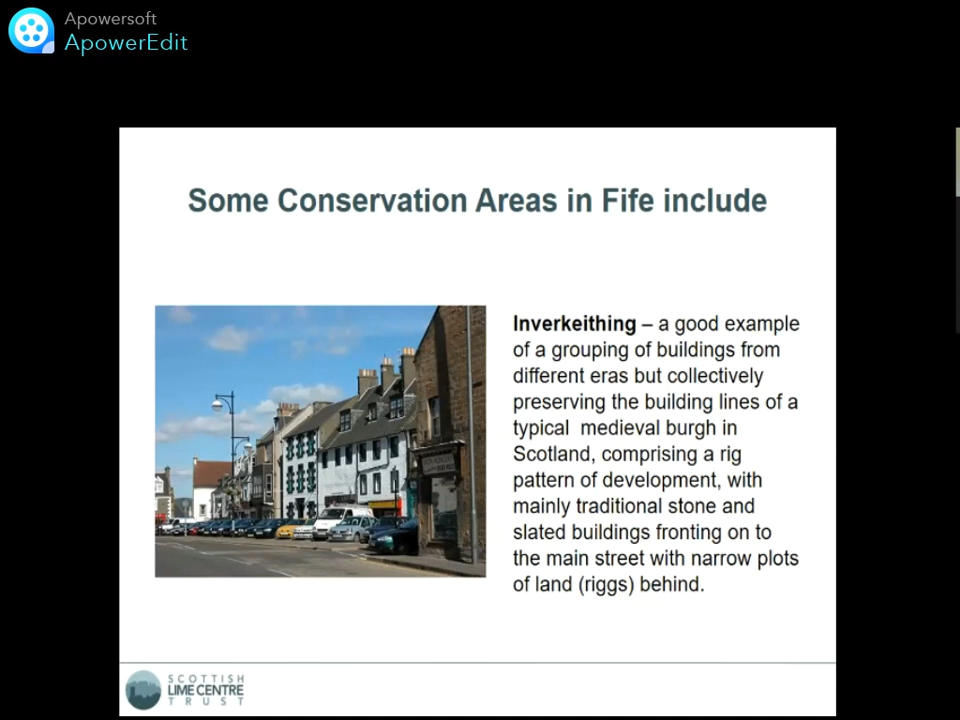 Apowersoft
ApowerEdit
Some Conservation Areas in Fife include
Inverkeithing – a good example
of a grouping of buildings from
different eras but collectively
preserving the building lines of a
typical medieval burgh in
Scotland, comprising a rig
pattern of development, with
mainly traditional stone and
slated buildings fronting on to
the main street with narrow plots
of land (riggs) behind.
SCOTTISH
LIME CENTRE
TRUST